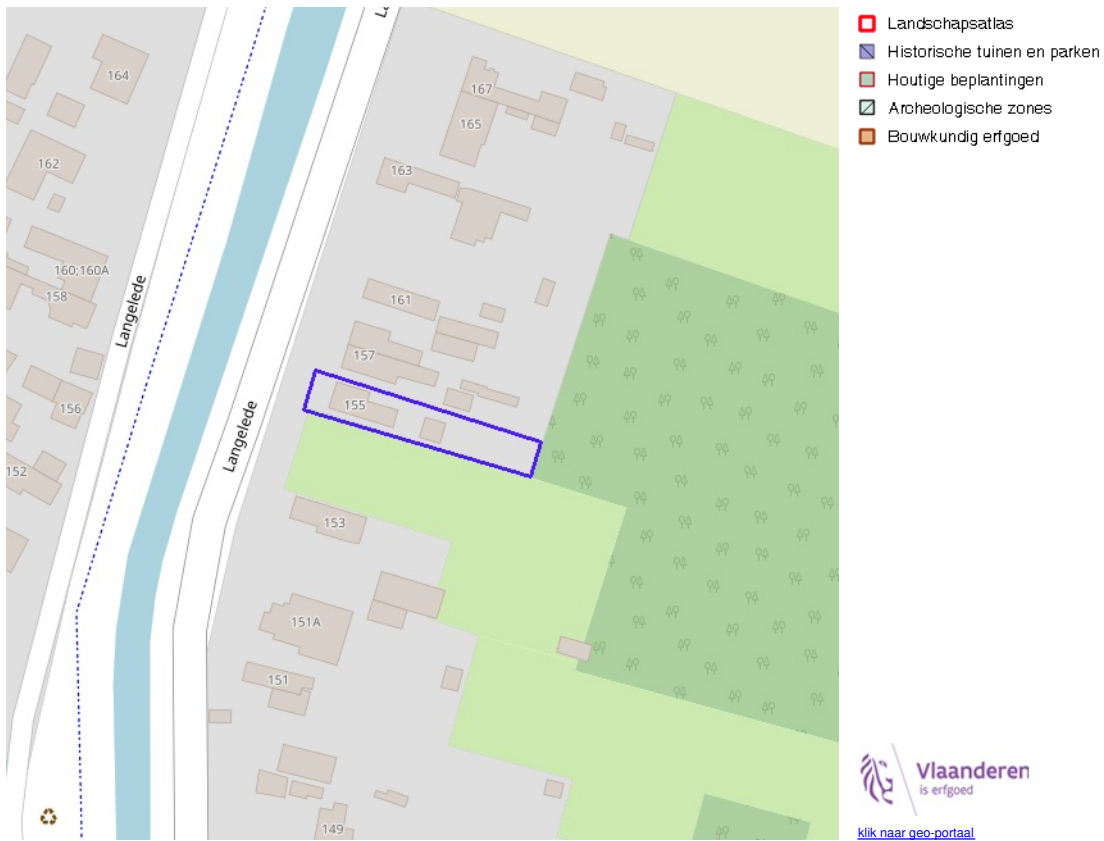 L
164
167
165
162
163
160;160A
158
161
Langelede
157
156
155
Langelede
152
153
151A
151
149
Landschapsatlas
Historische tuinen en parken
Houtige beplantingen
Archeologische zones
Bouwkundig erfgoed
Vlaanderen
is erfgoed
klik naar geo-portaal